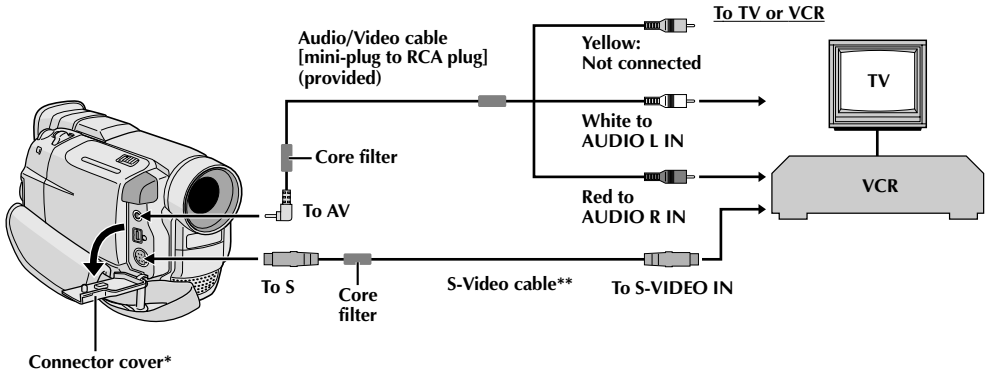 To TV or VCR
Audio/Video cable
[mini-plug to RCA plug]
(provided)
Yellow:
Not connected
TV
White to
AUDIO L IN
Core filter
VCR
Red to
AUDIO R IN
To AV
To S
Core
filter
S-Video cable**
To S-VIDEO IN
Connector cover*